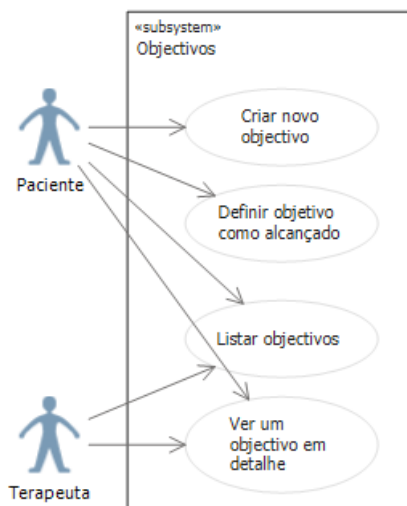 «subsystem»
Objectivos
Criar novo
objectivo
Paciente
Definir objetivo
como alcançado
Listar objectivos
Ver um
objectivo em
detalhe
Terapeuta